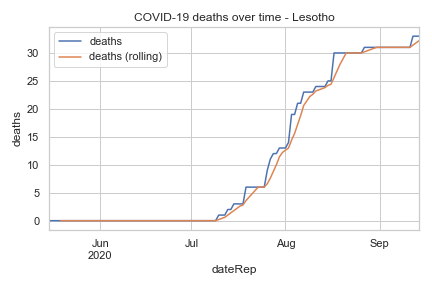 COVID-19 deaths over time - Lesotho
deaths
deaths (rolling)
deaths
30
25
20
15
10
5
0
Jun
2020
Jul
Aug
Sep
dateRep